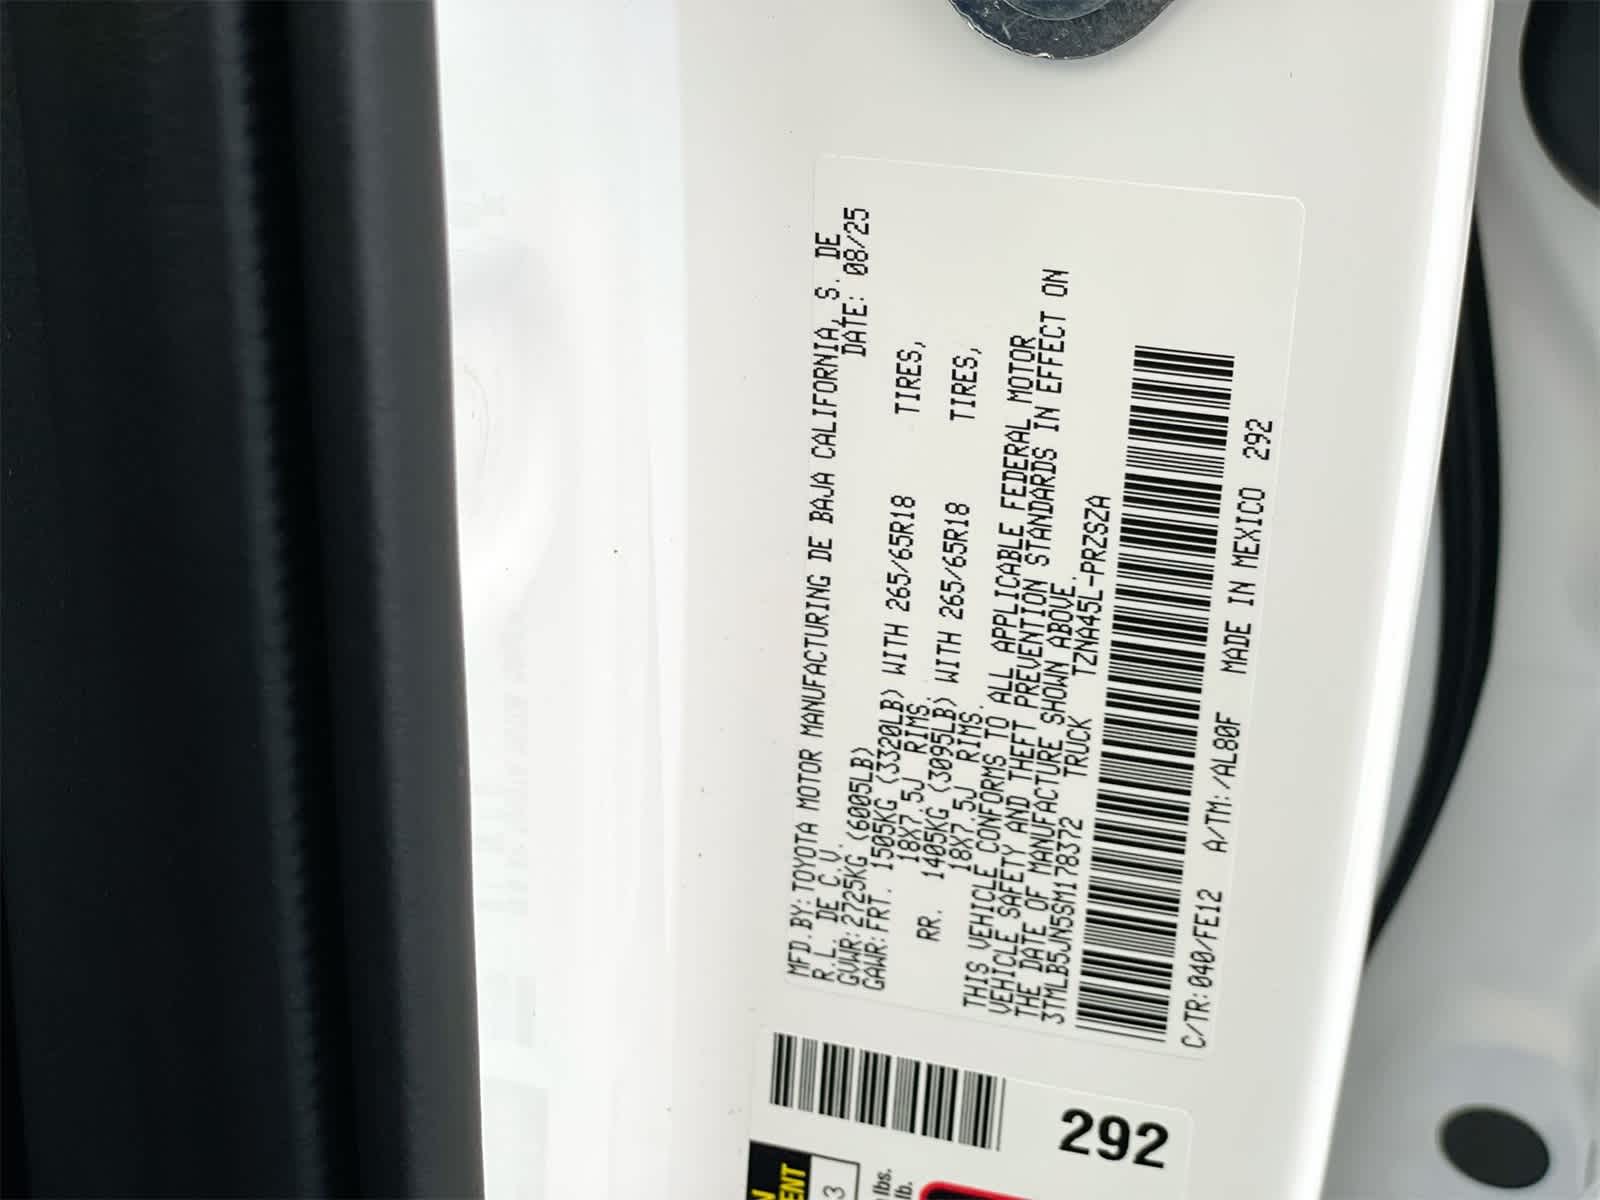 MFD.BY:TOYOTA MOTOR MANUFACTURING DE BAJA CALIFORNIA, S. DE
R.L. DE C.V. DATE: 08/25
GVWR:2725KG (6005LB)
GAWR:FRT. 1505KG (3320LB) WITH 265/65R18 TIRES,
18X7.5J RIMS.
RR. 1405KG (3095LB) WITH 265/65R18 TIRES,
18X7.5J RIMS.
THIS VEHICLE CONFORMS TO ALL APPLICABLE FEDERAL MOTOR
VEHICLE SAFETY AND THEFT PREVENTION STANDARDS IN EFFECT ON
THE DATE OF MANUFACTURE SHOWN ABOVE.
3TMLB5JN5SM178372 TRUCK TZNA45L-PRZSZA
C/TR:040/FE12 A/TM:/AL80F MADE IN MEXICO 292
292
3
lbs.
lb.